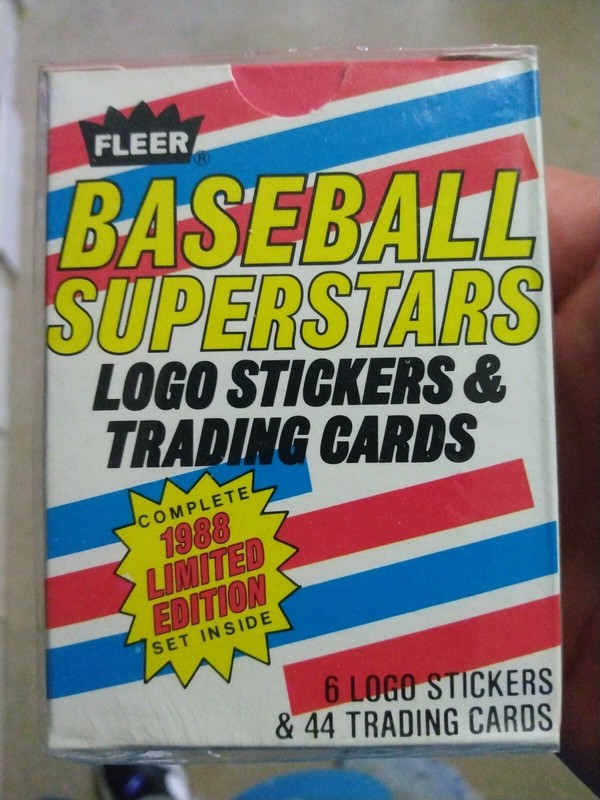 FLEER®
BASEBALL
SUPERSTARS
LOGO STICKERS &
TRADING CARDS
COMPLETE
1988
LIMITED
EDITION
SET INSIDE
6 LOGO STICKERS
& 44 TRADING CARDS